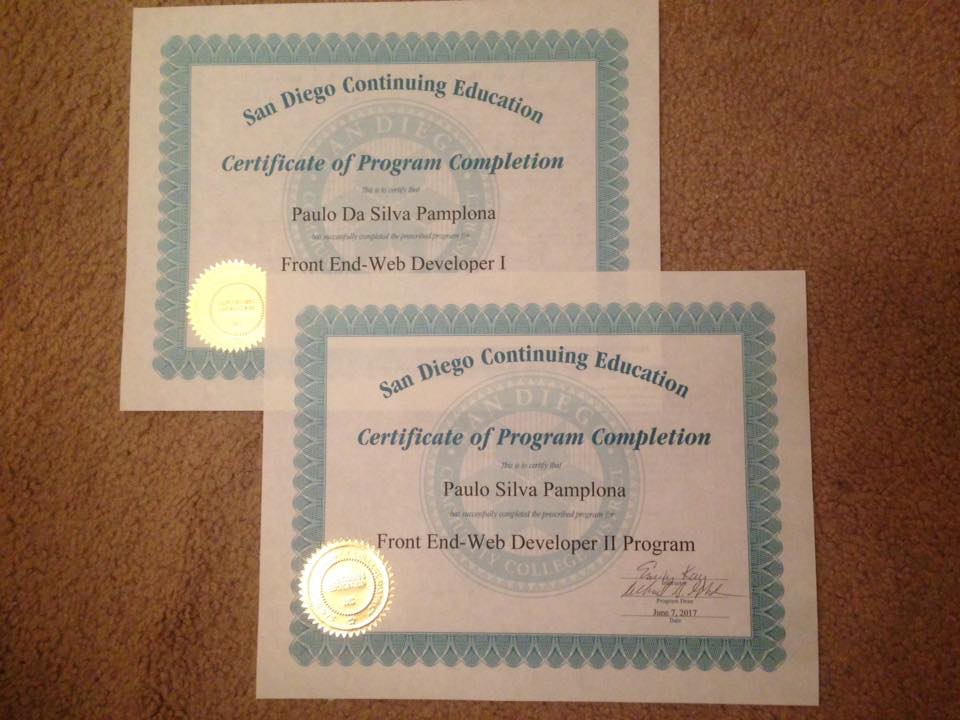 San Diego Continuing Education
Certificate of Program Completion
This is to certify that
Paulo Da Silva Pamplona
has successfully completed the prescribed program for
Front End-Web Developer I
San Diego Continuing Education
Certificate of Program Completion
This is to certify that
Paulo Silva Pamplona
has successfully completed the prescribed program for
Front End-Web Developer II Program
Instructor
Program Dean
June 7, 2017
Date